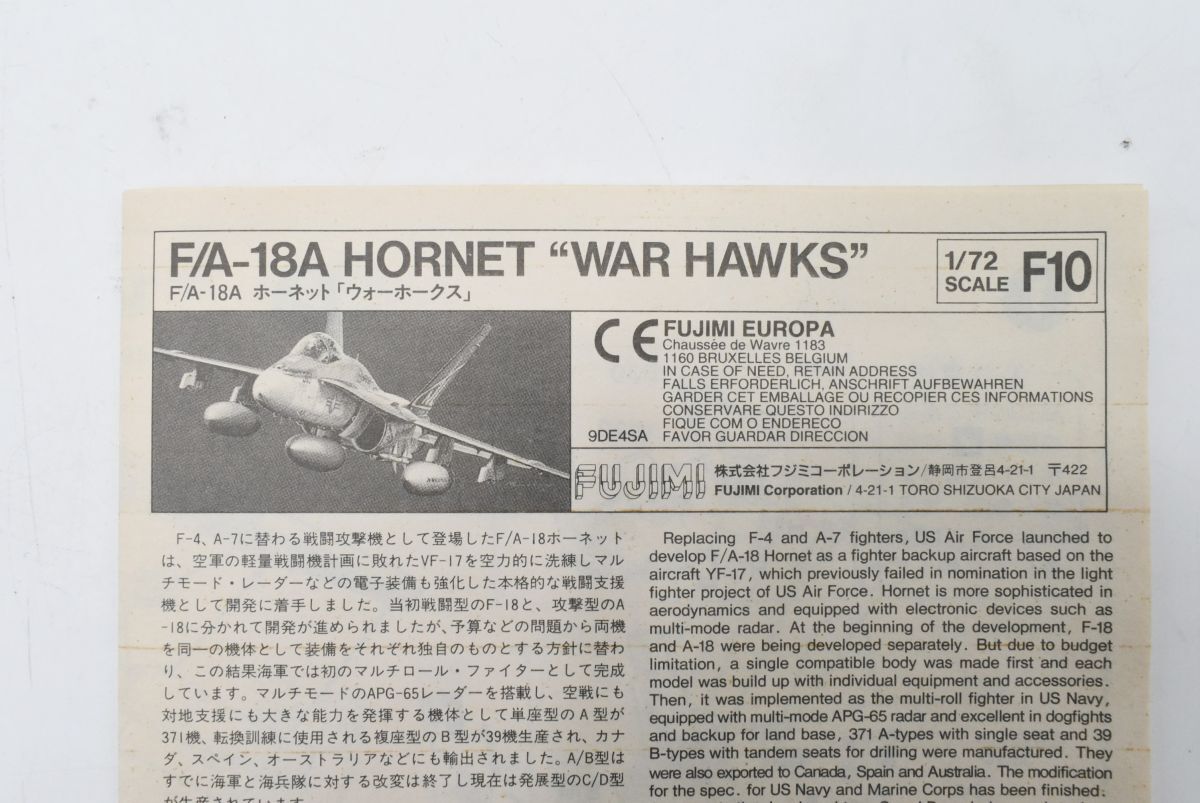 F/A-18A HORNET “WAR HAWKS”
F/A-18A ホーネット「ウォーホークス」
1/72
SCALE
F10
CE
FUJIMI EUROPA
Chaussée de Wavre 1183
1160 BRUXELLES BELGIUM
IN CASE OF NEED, RETAIN ADDRESS
FALLS ERFORDERLICH, ANSCHRIFT AUFBEWAHREN
GARDER CET EMBALLAGE OU RECOPIER CES INFORMATIONS
CONSERVARE QUESTO INDIRIZZO
FIQUE COM O ENDERECO
9DE4SA FAVOR GUARDAR DIRECCION
FUJIMI
株式会社フジミコーポレーション/静岡市登呂4-21-1 〒422
FUJIMI Corporation / 4-21-1 TORO SHIZUOKA CITY JAPAN
F-4、A-7に替わる戦闘攻撃機として登場したF/A-18ホーネット
は、空軍の軽量戦闘機計画に敗れたVF-17を空力的に洗練しマル
チモード・レーダーなどの電子装備も強化した本格的な戦闘支援
機として開発に着手しました。当初戦闘型のF-18と、攻撃型のA
-18に分かれて開発が進められましたが、予算などの問題から両機
を同一の機体として装備をそれぞれ独自のものとする方針に替わ
り、この結果海軍では初のマルチロール・ファイターとして完成
しています。マルチモードのAPG-65レーダーを搭載し、空戦にも
対地支援にも大きな能力を発揮する機体として単座型のA型が
371機、転換訓練に使用される複座型のB型が39機生産され、カナ
ダ、スペイン、オーストラリアなどにも輸出されました。A/B型は
すでに海軍と海兵隊に対する改変は終了し現在は発展型のC/D型
が生産されています。
Replacing F-4 and A-7 fighters, US Air Force launched to
develop F/A-18 Hornet as a fighter backup aircraft based on the
aircraft YF-17, which previously failed in nomination in the light
fighter project of US Air Force. Hornet is more sophisticated in
aerodynamics and equipped with electronic devices such as
multi-mode radar. At the beginning of the development, F-18
and A-18 were being developed separately. But due to budget
limitation, a single compatible body was made first and each
model was build up with individual equipment and accessories.
Then, it was implemented as the multi-roll fighter in US Navy,
equipped with multi-mode APG-65 radar and excellent in dogfights
and backup for land base, 371 A-types with single seat and 39
B-types with tandem seats for drilling were manufactured. They
were also exported to Canada, Spain and Australia. The modification
for the spec. for US Navy and Marine Corps has been finished.